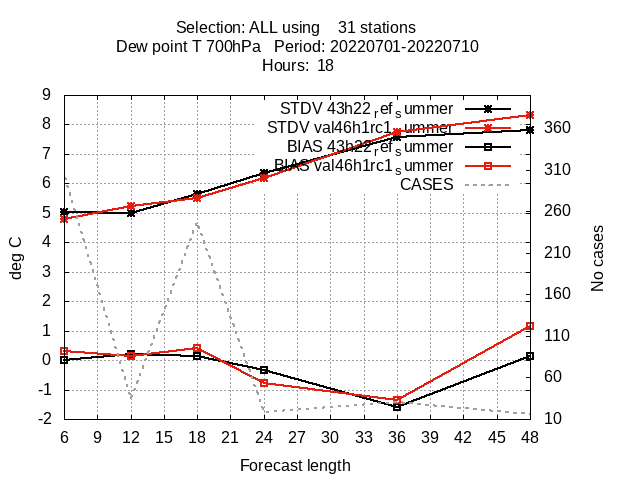 Selection: ALL using    31 stations
Dew point T 700hPa   Period: 20220701-20220710
Hours:  18
STDV 43h22_ref_summer
STDV val46h1rc1_summer
BIAS 43h22_ref_summer
BIAS val46h1rc1_summer
CASES
9
8
7
6
5
4
3
2
1
0
-1
-2
deg C
360
310
260
210
160
110
60
10
No cases
6 9 12 15 18 21 24 27 30 33 36 39 42 45 48
Forecast length